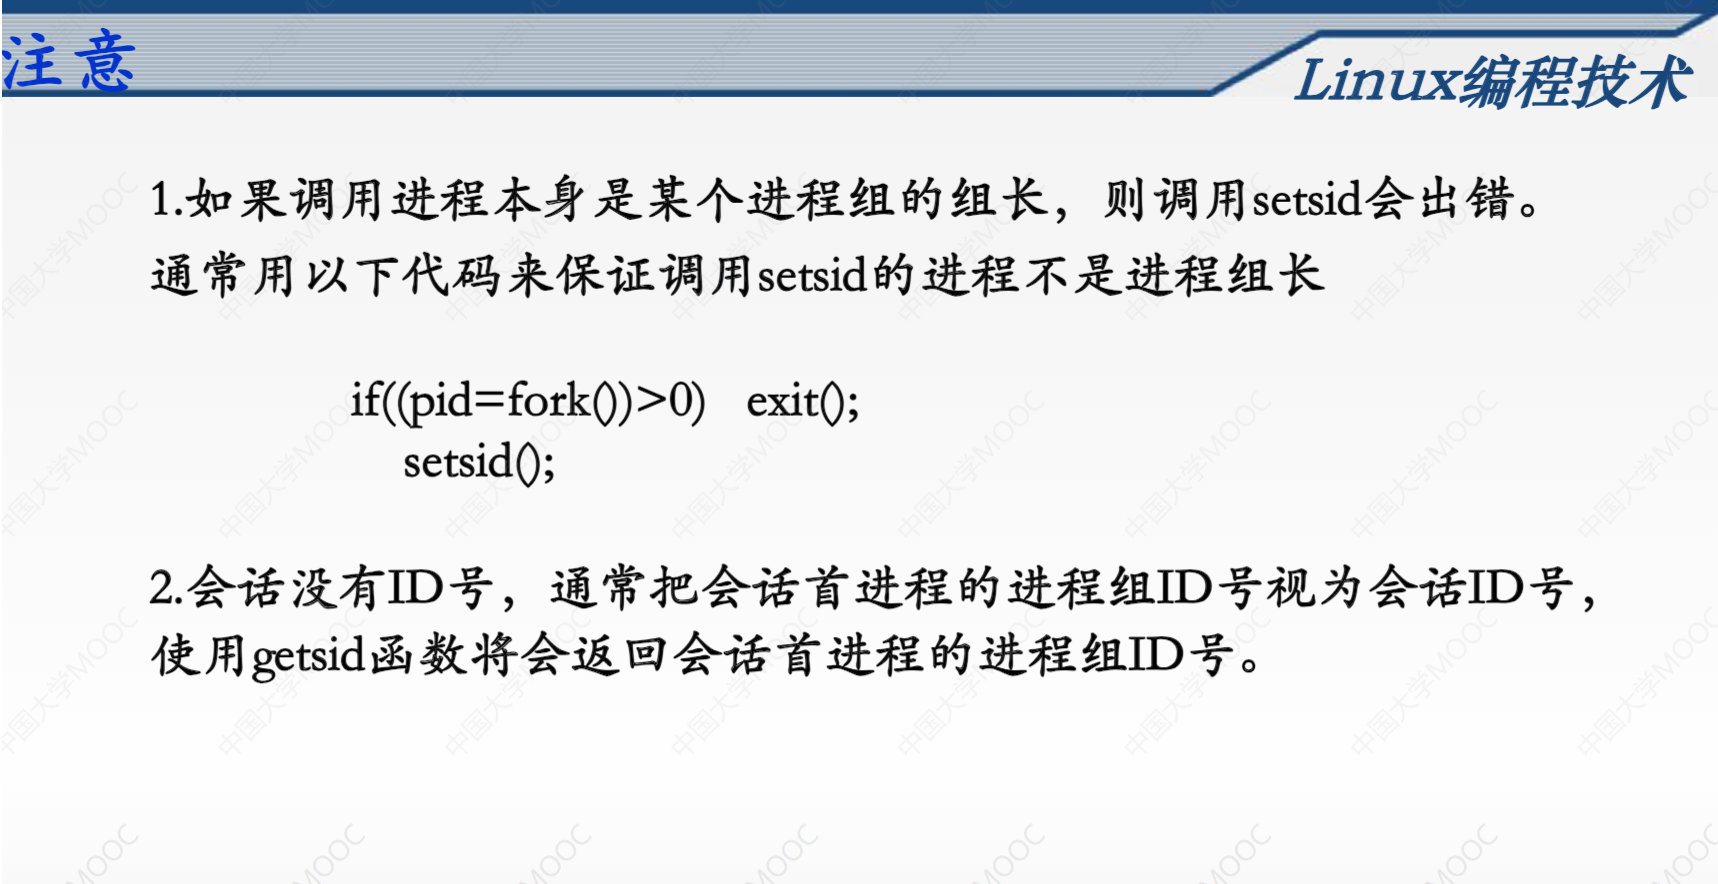 注意
Linux编程技术
1.如果调用进程本身是某个进程组的组长，则调用setsid会出错。
通常用以下代码来保证调用setsid的进程不是进程组长
if((pid=fork())>0) exit();
setsid();
2.会话没有ID号，通常把会话首进程的进程组ID号视为会话ID号，
使用getsid函数将会返回会话首进程的进程组ID号。
中国大学MOOC